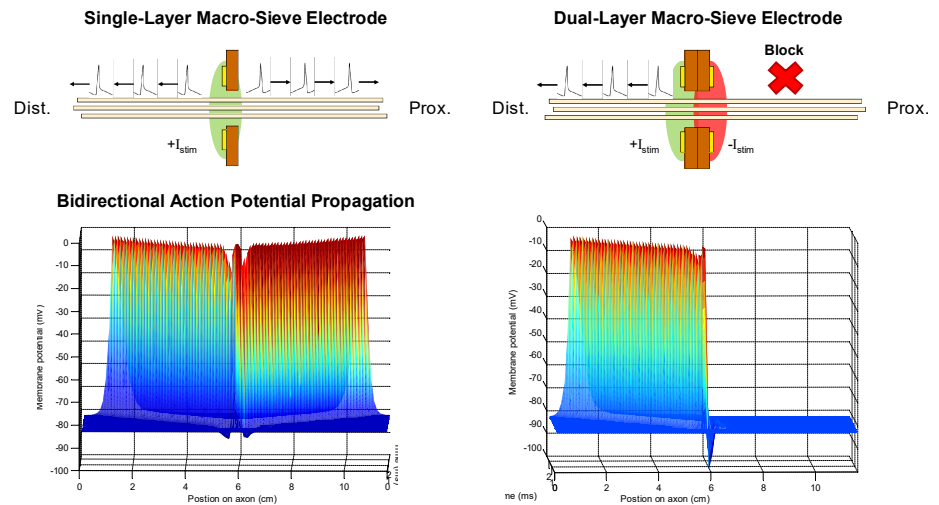 Single-Layer Macro-Sieve Electrode
Dist.
Prox.
+Istim
Dual-Layer Macro-Sieve Electrode
Block
Dist.
Prox.
+Istim
-Istim
Bidirectional Action Potential Propagation
Membrane potential (mV)
0
-10
-20
-30
-40
-50
-60
-70
-80
-90
-100
0
2
4
6
8
10
Postion on axon (cm)
Membrane potential (mV)
0
-10
-20
-30
-40
-50
-60
-70
-80
-90
-100
0
2
4
6
8
10
me (ms)
Postion on axon (cm)